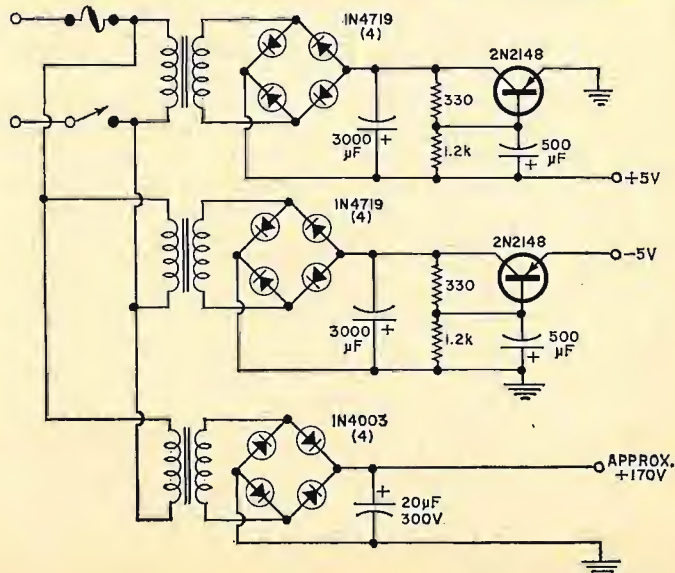 1N4719
(4)
2N2148
330
3000
μF
+
1.2k
500
μF
+
+5V
1N4719
(4)
2N2148
-5V
330
3000
μF
+
1.2k
500
μF
+
1N4003
(4)
APPROX.
+170V
+
20μF
300V